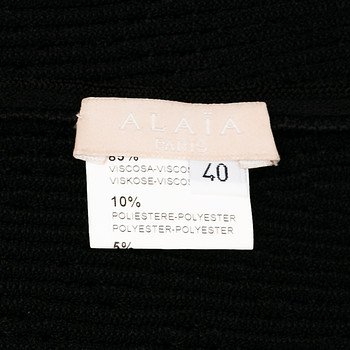 ALAÏA
PARIS
85%
VISCOSA-VISCO
VISKOSE-VISCO
40
10%
POLIESTERE-POLYESTER
POLYESTER-POLYESTER
5%